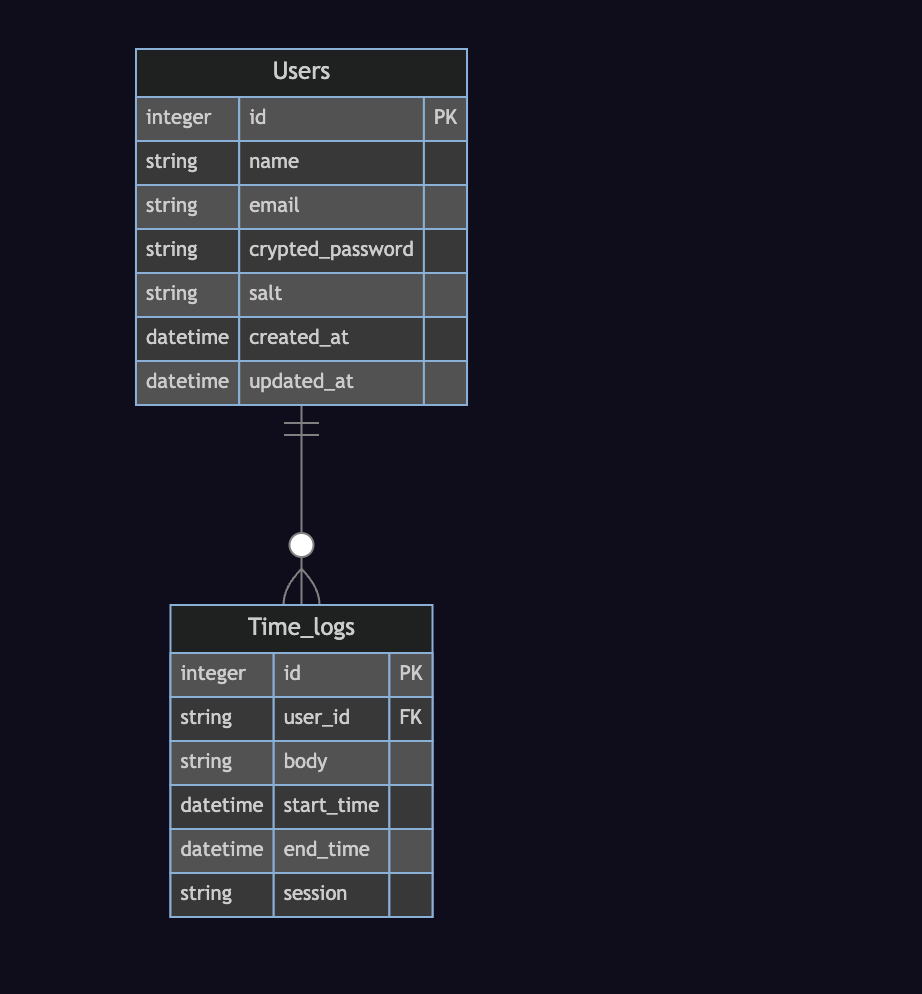 Users
integer id PK
string name
string email
string crypted_password
string salt
datetime created_at
datetime updated_at
Time_logs
integer id PK
string user_id FK
string body
datetime start_time
datetime end_time
string session